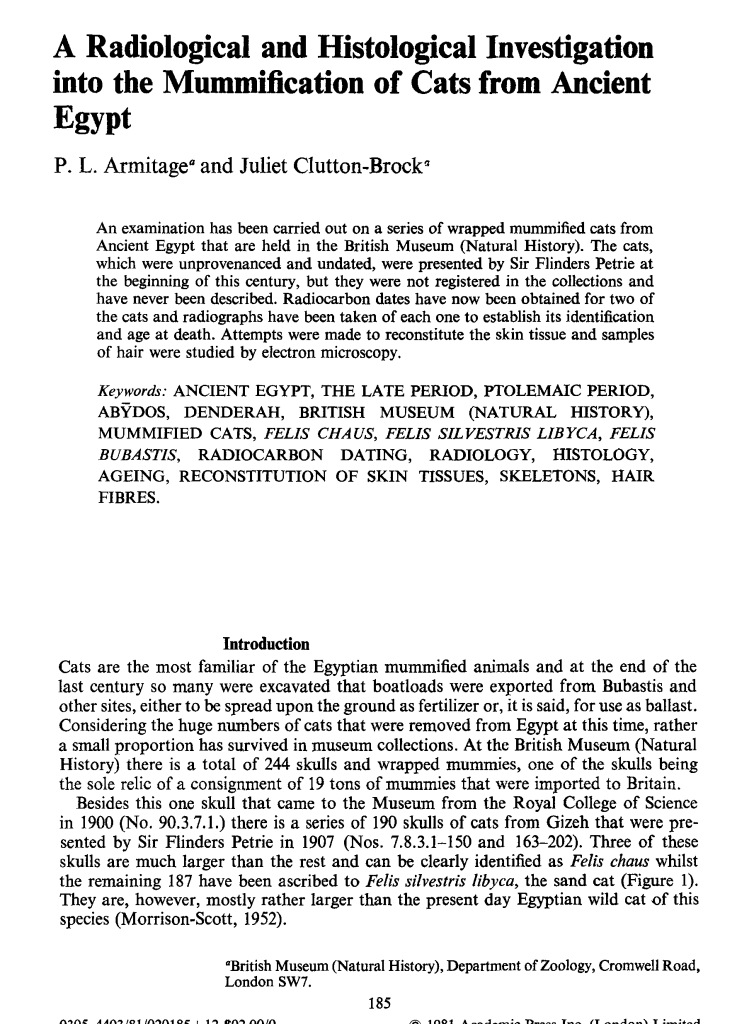 A Radiological and Histological Investigation
into the Mummification of Cats from Ancient
Egypt
P. L. Armitageᵃ and Juliet Clutton-Brockᵃ
An examination has been carried out on a series of wrapped mummified cats from
Ancient Egypt that are held in the British Museum (Natural History). The cats,
which were unprovenanced and undated, were presented by Sir Flinders Petrie at
the beginning of this century, but they were not registered in the collections and
have never been described. Radiocarbon dates have now been obtained for two of
the cats and radiographs have been taken of each one to establish its identification
and age at death. Attempts were made to reconstitute the skin tissue and samples
of hair were studied by electron microscopy.
Keywords: ANCIENT EGYPT, THE LATE PERIOD, PTOLEMAIC PERIOD,
ABȲDOS, DENDERAH, BRITISH MUSEUM (NATURAL HISTORY),
MUMMIFIED CATS, FELIS CHAUS, FELIS SILVESTRIS LIBYCA, FELIS
BUBASTIS, RADIOCARBON DATING, RADIOLOGY, HISTOLOGY,
AGEING, RECONSTITUTION OF SKIN TISSUES, SKELETONS, HAIR
FIBRES.
Introduction
Cats are the most familiar of the Egyptian mummified animals and at the end of the
last century so many were excavated that boatloads were exported from Bubastis and
other sites, either to be spread upon the ground as fertilizer or, it is said, for use as ballast.
Considering the huge numbers of cats that were removed from Egypt at this time, rather
a small proportion has survived in museum collections. At the British Museum (Natural
History) there is a total of 244 skulls and wrapped mummies, one of the skulls being
the sole relic of a consignment of 19 tons of mummies that were imported to Britain.
Besides this one skull that came to the Museum from the Royal College of Science
in 1900 (No. 90.3.7.1.) there is a series of 190 skulls of cats from Gizeh that were pre-
sented by Sir Flinders Petrie in 1907 (Nos. 7.8.3.1–150 and 163–202). Three of these
skulls are much larger than the rest and can be clearly identified as Felis chaus whilst
the remaining 187 have been ascribed to Felis silvestris libyca, the sand cat (Figure 1).
They are, however, mostly rather larger than the present day Egyptian wild cat of this
species (Morrison-Scott, 1952).
ᵃBritish Museum (Natural History), Department of Zoology, Cromwell Road,
London SW7.
185